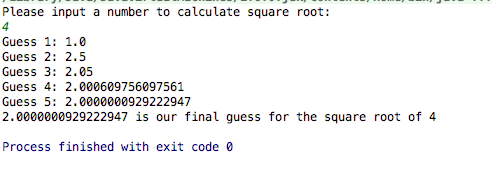 Please input a number to calculate square root:
4
Guess 1: 1.0
Guess 2: 2.5
Guess 3: 2.05
Guess 4: 2.000609756097561
Guess 5: 2.0000000929222947
2.0000000929222947 is our final guess for the square root of 4
Process finished with exit code 0